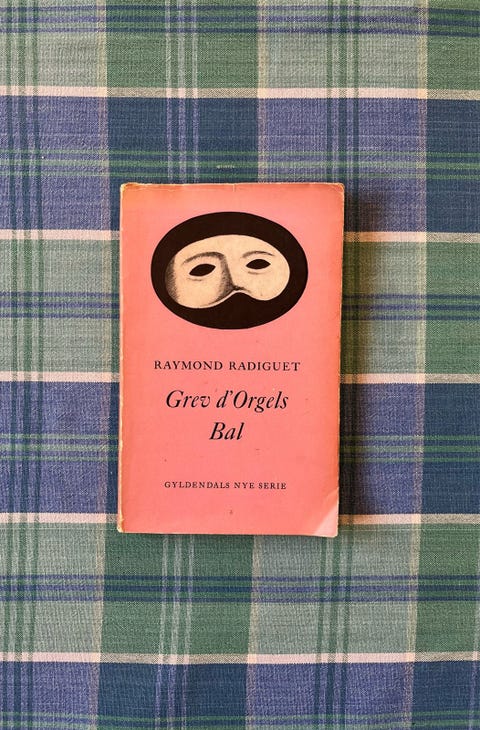 RAYMOND RADIGUET
Grev d'Orgels
Bal
GYLDENDALS NYE SERIE